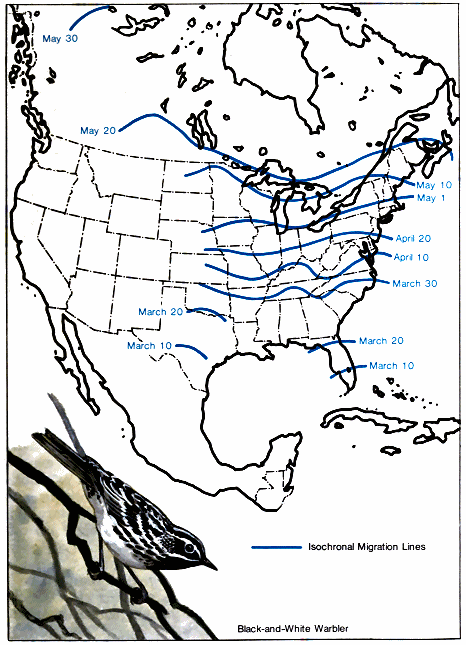 May 30
May 20
May 10
May 1
April 20
April 10
March 30
March 20
March 20
March 10
March 10
Isochronal Migration Lines
Black-and-White Warbler